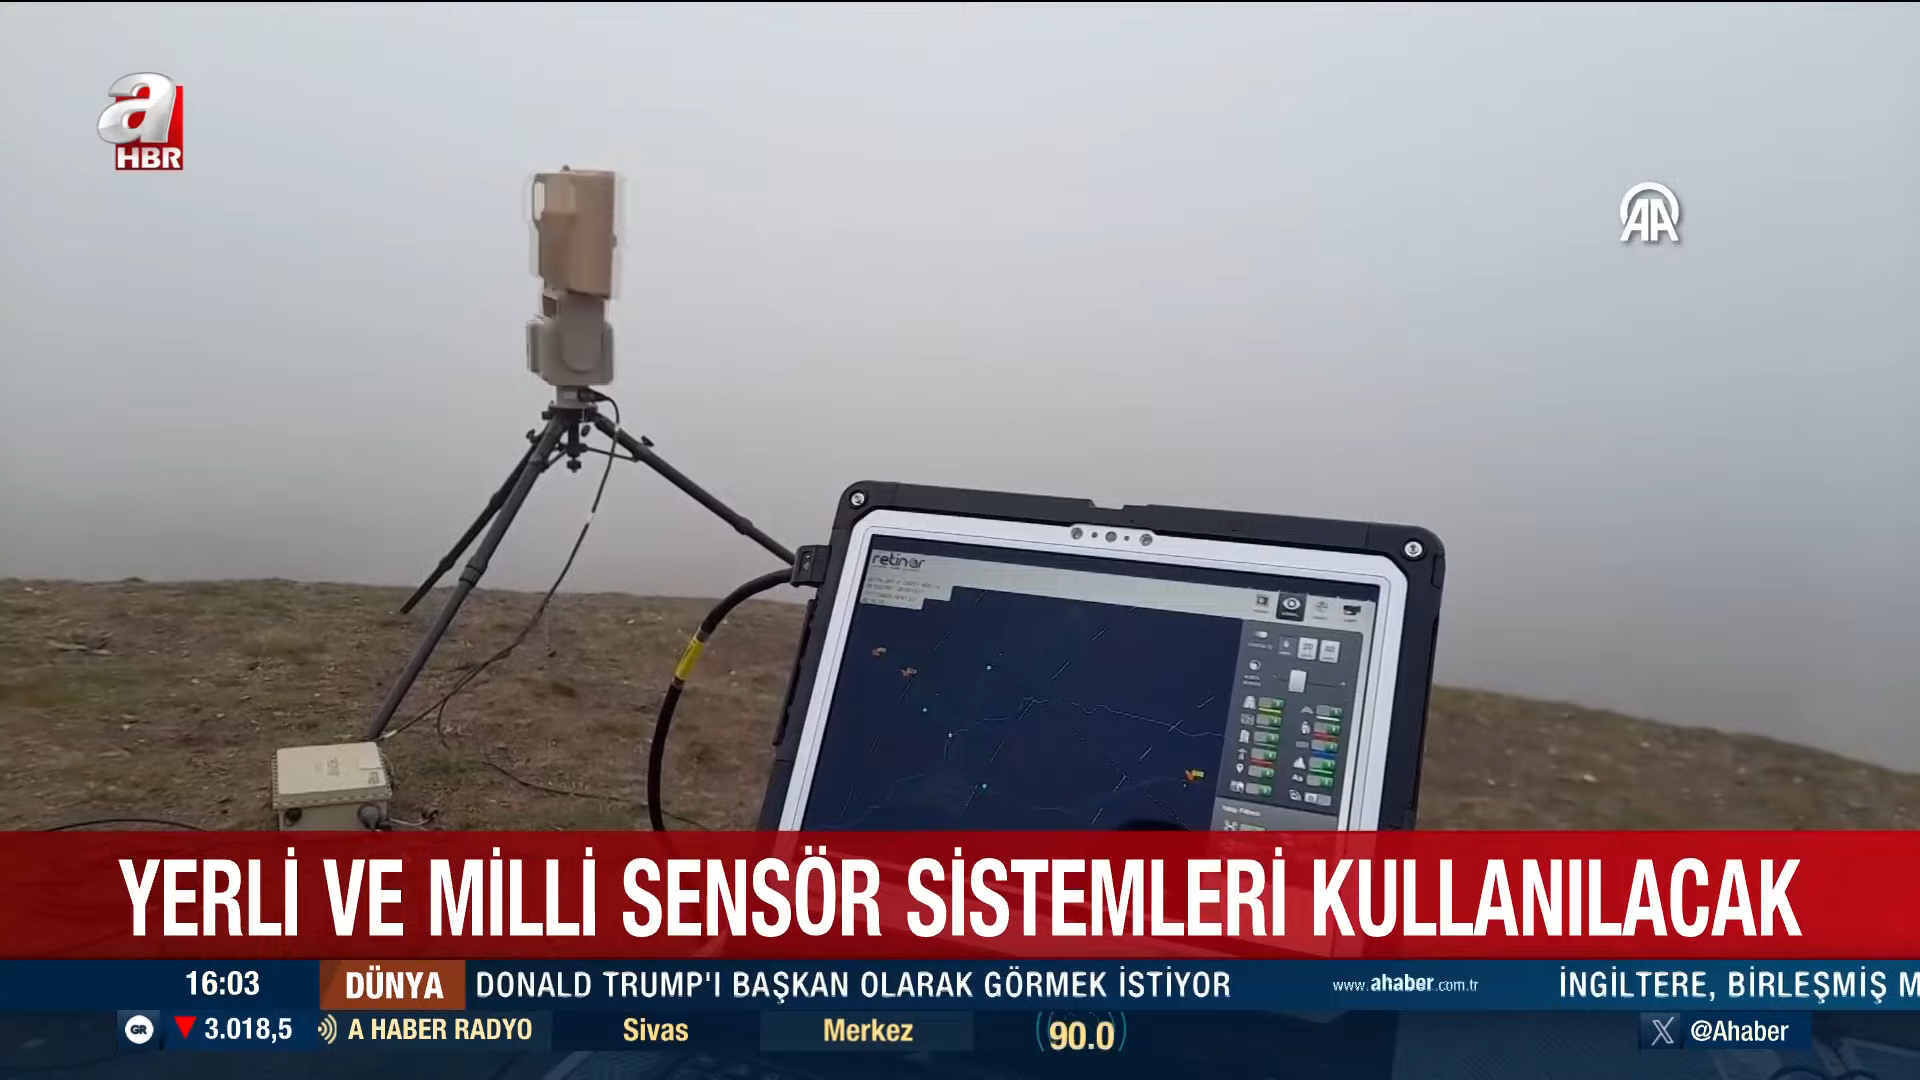 a
HBR
AA
retinar
YERLİ VE MİLLİ SENSÖR SİSTEMLERİ KULLANILACAK
16:03 DÜNYA DONALD TRUMP'I BAŞKAN OLARAK GÖRMEK İSTİYOR www.ahaber.com.tr İNGİLTERE, BİRLEŞMİŞ M
GR 3.018,5 A HABER RADYO Sivas Merkez 90.0 X @Ahaber